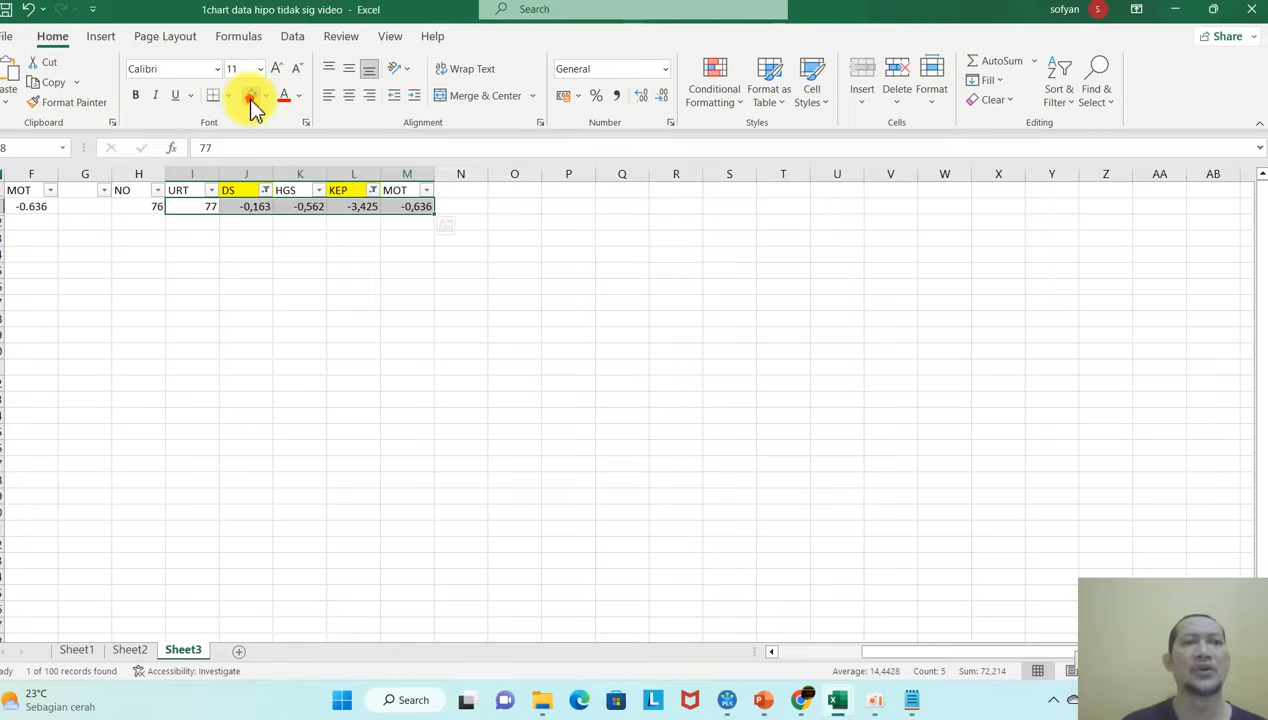 1chart data hipo tidak sig video - Excel
Search
sofyan
S
Home Insert Page Layout Formulas Data Review View Help
Share
Cut
Copy
Format Painter
Clipboard
Calibri
11
B I U
A
Font
Wrap Text
Merge & Center
Alignment
General
%
Number
Conditional Formatting
Format as Table
Cell Styles
Styles
Insert
Delete
Format
Cells
AutoSum
Fill
Clear
Sort & Filter
Find & Select
Editing
fx
77
F G H I J K L M N O P Q R S T U V W X Y Z AA AB
MOT NO URT DS HGS KEP MOT
-0.636 76 77 -0,163 -0,562 -3,425 -0,636
Sheet1 Sheet2 Sheet3
1 of 100 records found
Accessibility: Investigate
Average: 14,4428 Count: 5 Sum: 72,214
23°C
Sebagian cerah
Search